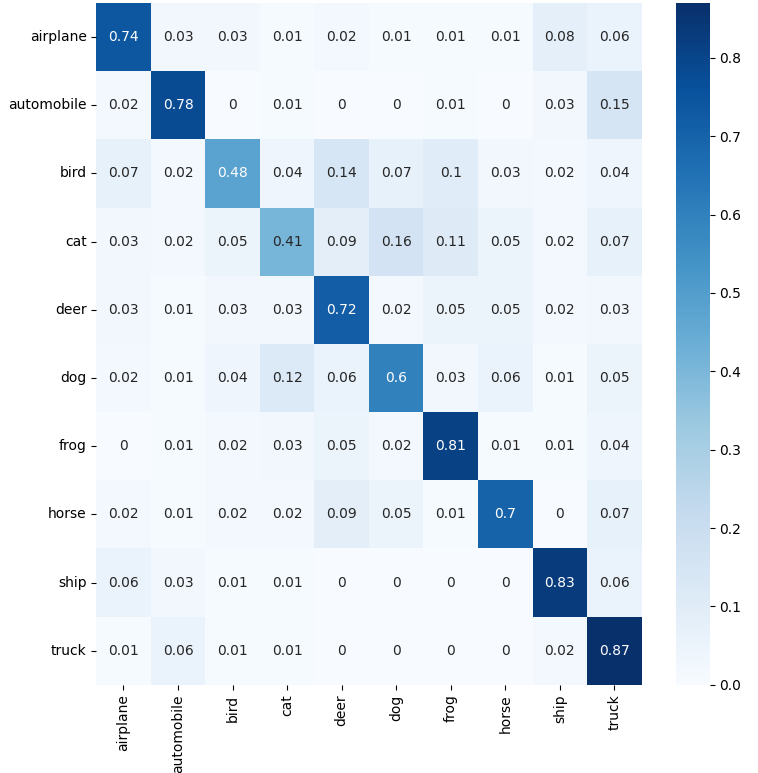 airplane 0.74 0.03 0.03 0.01 0.02 0.01 0.01 0.01 0.08 0.06
automobile 0.02 0.78 0 0.01 0 0 0.01 0 0.03 0.15
bird 0.07 0.02 0.48 0.04 0.14 0.07 0.1 0.03 0.02 0.04
cat 0.03 0.02 0.05 0.41 0.09 0.16 0.11 0.05 0.02 0.07
deer 0.03 0.01 0.03 0.03 0.72 0.02 0.05 0.05 0.02 0.03
dog 0.02 0.01 0.04 0.12 0.06 0.6 0.03 0.06 0.01 0.05
frog 0 0.01 0.02 0.03 0.05 0.02 0.81 0.01 0.01 0.04
horse 0.02 0.01 0.02 0.02 0.09 0.05 0.01 0.7 0 0.07
ship 0.06 0.03 0.01 0.01 0 0 0 0 0.83 0.06
truck 0.01 0.06 0.01 0.01 0 0 0 0 0.02 0.87
airplane
automobile
bird
cat
deer
dog
frog
horse
ship
truck
0.8
0.7
0.6
0.5
0.4
0.3
0.2
0.1
0.0